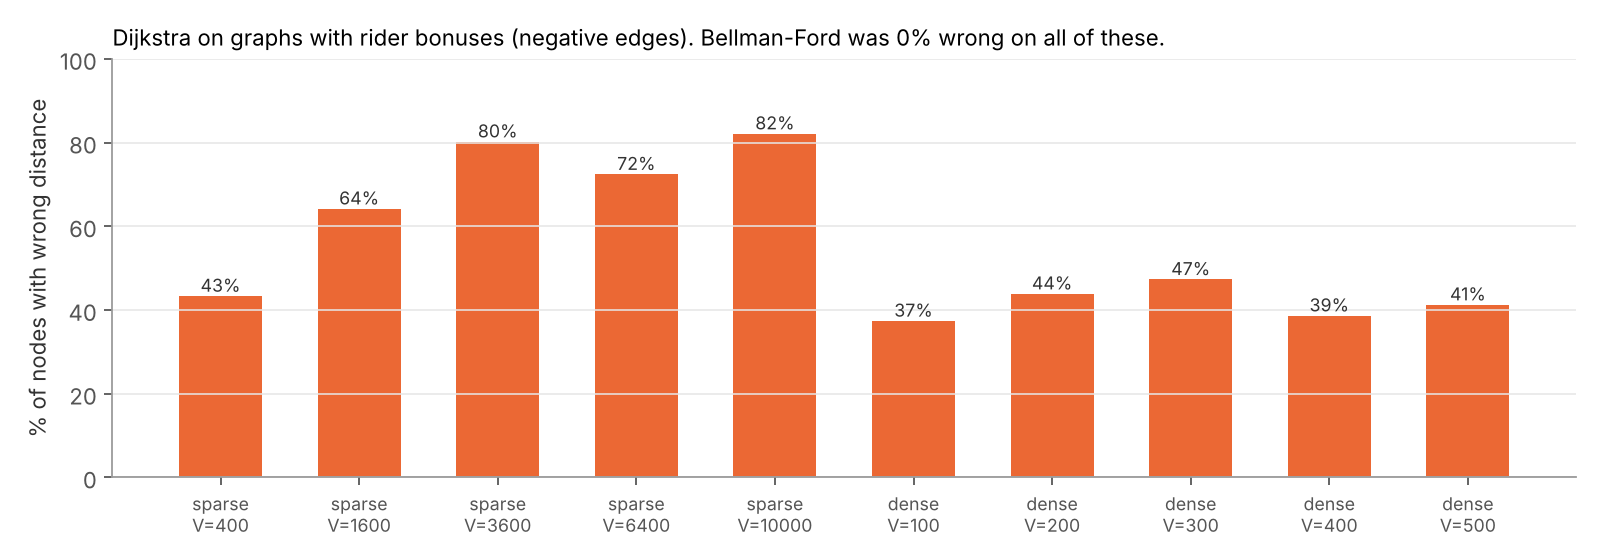 Dijkstra on graphs with rider bonuses (negative edges). Bellman-Ford was 0% wrong on all of these.
% of nodes with wrong distance
100
80
60
40
20
0
43%
64%
80%
72%
82%
37%
44%
47%
39%
41%
sparse
V=400
sparse
V=1600
sparse
V=3600
sparse
V=6400
sparse
V=10000
dense
V=100
dense
V=200
dense
V=300
dense
V=400
dense
V=500